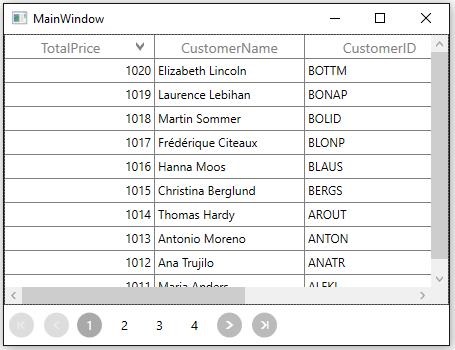 MainWindow
TotalPrice CustomerName CustomerID
1020 Elizabeth Lincoln BOTTM
1019 Laurence Lebihan BONAP
1018 Martin Sommer BOLID
1017 Frédérique Citeaux BLONP
1016 Hanna Moos BLAUS
1015 Christina Berglund BERGS
1014 Thomas Hardy AROUT
1013 Antonio Moreno ANTON
1012 Ana Trujilo ANATR
1011 Maria Anders ALFKI
1 2 3 4